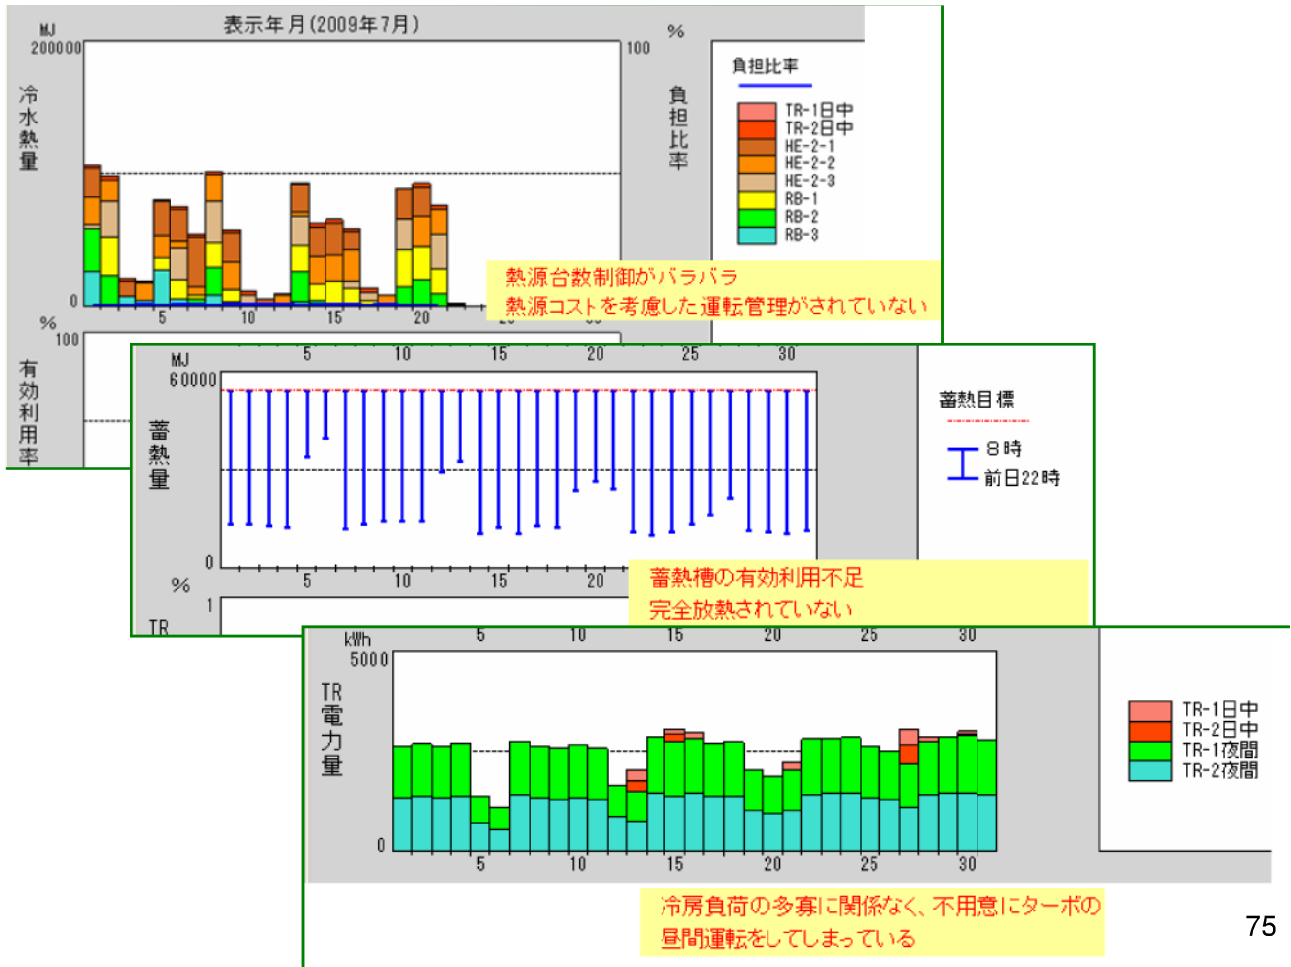 MJ
表示年月(2009年7月)
%
200000
100
冷水熱量
負担比率
0
5
10
15
20
負担比率
TR-1日中
TR-2日中
HE-2-1
HE-2-2
HE-2-3
RB-1
RB-2
RB-3
熱源台数制御がバラバラ
熱源コストを考慮した運転管理がされていない
%
100
有効利用率
MJ
5
10
15
20
25
30
60000
蓄熱量
0
5
10
15
20
蓄熱目標
8時
前日22時
蓄熱槽の有効利用不足
完全放熱されていない
%
1
TR
kWh
5
10
15
20
25
30
5000
TR電力量
0
5
10
15
20
25
30
TR-1日中
TR-2日中
TR-1夜間
TR-2夜間
冷房負荷の多寡に関係なく、不用意にターボの
昼間運転をしてしまっている
75